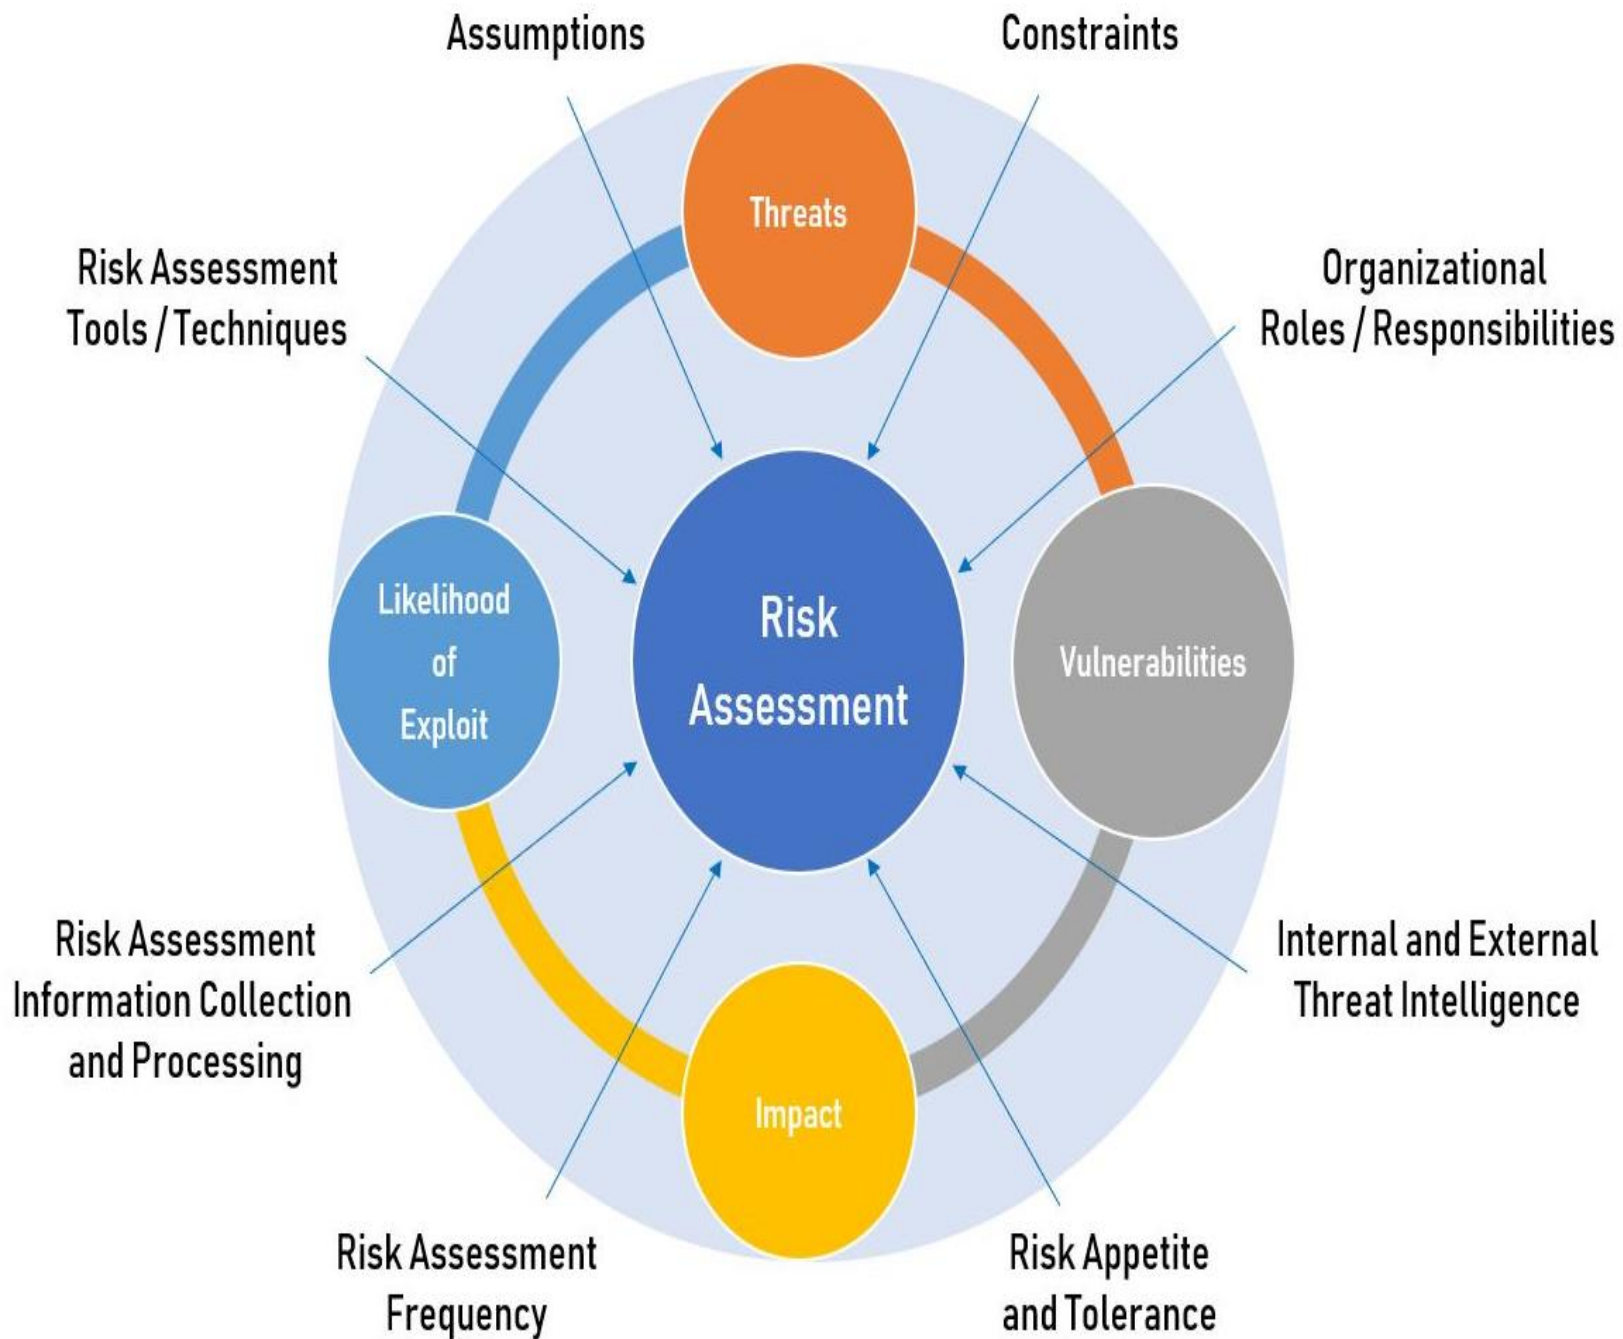 Assumptions
Constraints
Threats
Risk Assessment
Tools / Techniques
Organizational
Roles / Responsibilities
Likelihood
of
Exploit
Risk
Assessment
Vulnerabilities
Risk Assessment
Information Collection
and Processing
Internal and External
Threat Intelligence
Impact
Risk Assessment
Frequency
Risk Appetite
and Tolerance